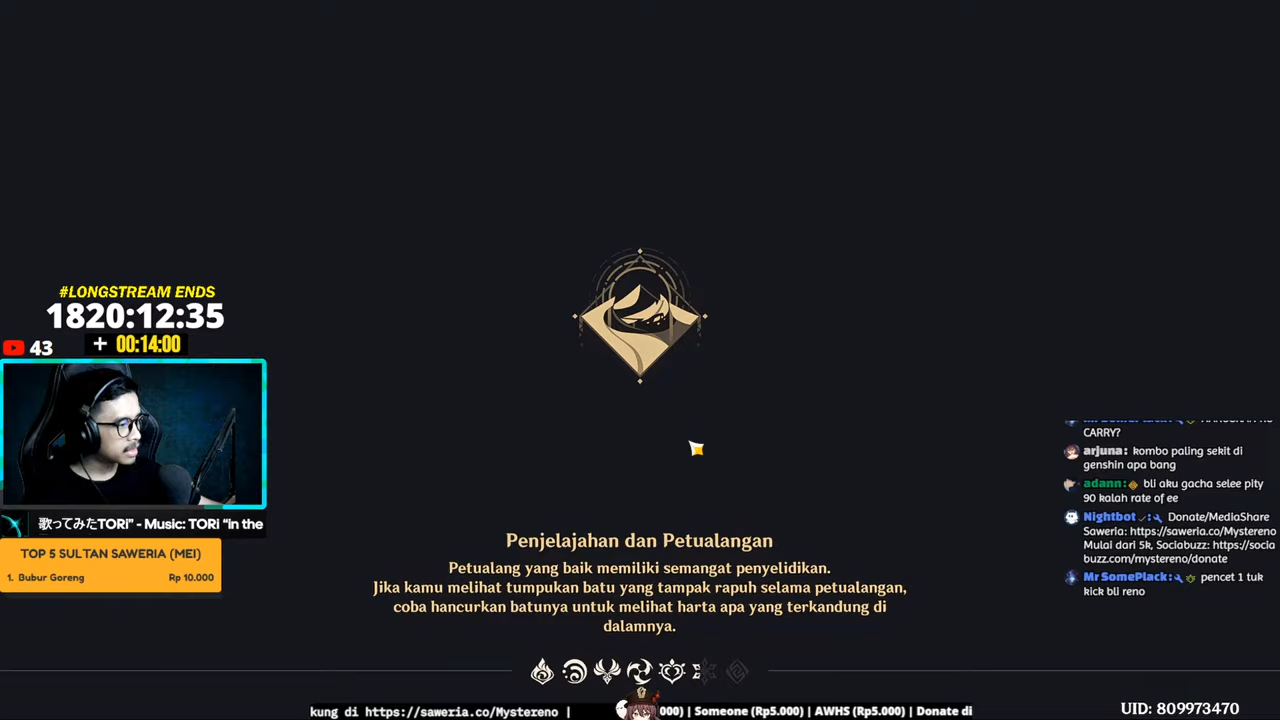 #LONGSTREAM ENDS
1820:12:35
43
+ 00:14:00
歌ってみたTORi" - Music: TORi "in the
TOP 5 SULTAN SAWERIA (MEI)
1. Bubur Goreng Rp 10.000
Penjelajahan dan Petualangan
Petualang yang baik memiliki semangat penyelidikan.
Jika kamu melihat tumpukan batu yang tampak rapuh selama petualangan,
coba hancurkan batunya untuk melihat harta apa yang terkandung di
dalamnya.
CARRY?
arjuna: kombo paling sekit di
genshin apa bang
adann: bli aku gacha selee pity
90 kalah rate of ee
Nightbot: Donate/MediaShare
Saweria: https://saweria.co/Mystereno
Mulai dari 5k, Sociabuzz: https://socia
buzz.com/mystereno/donate
Mr SomePlack: pencet 1 tuk
kick bli reno
kung di https://saweria.co/Mystereno | 000) | Someone (Rp5.000) | AWHS (Rp5.000) | Donate di
UID: 809973470